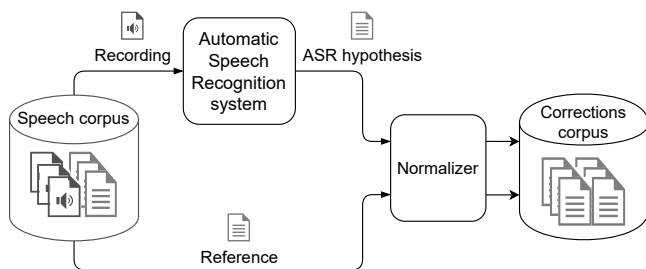 Recording
Automatic
Speech
Recognition
system
ASR hypothesis
Speech corpus
Normalizer
Corrections
corpus
Reference